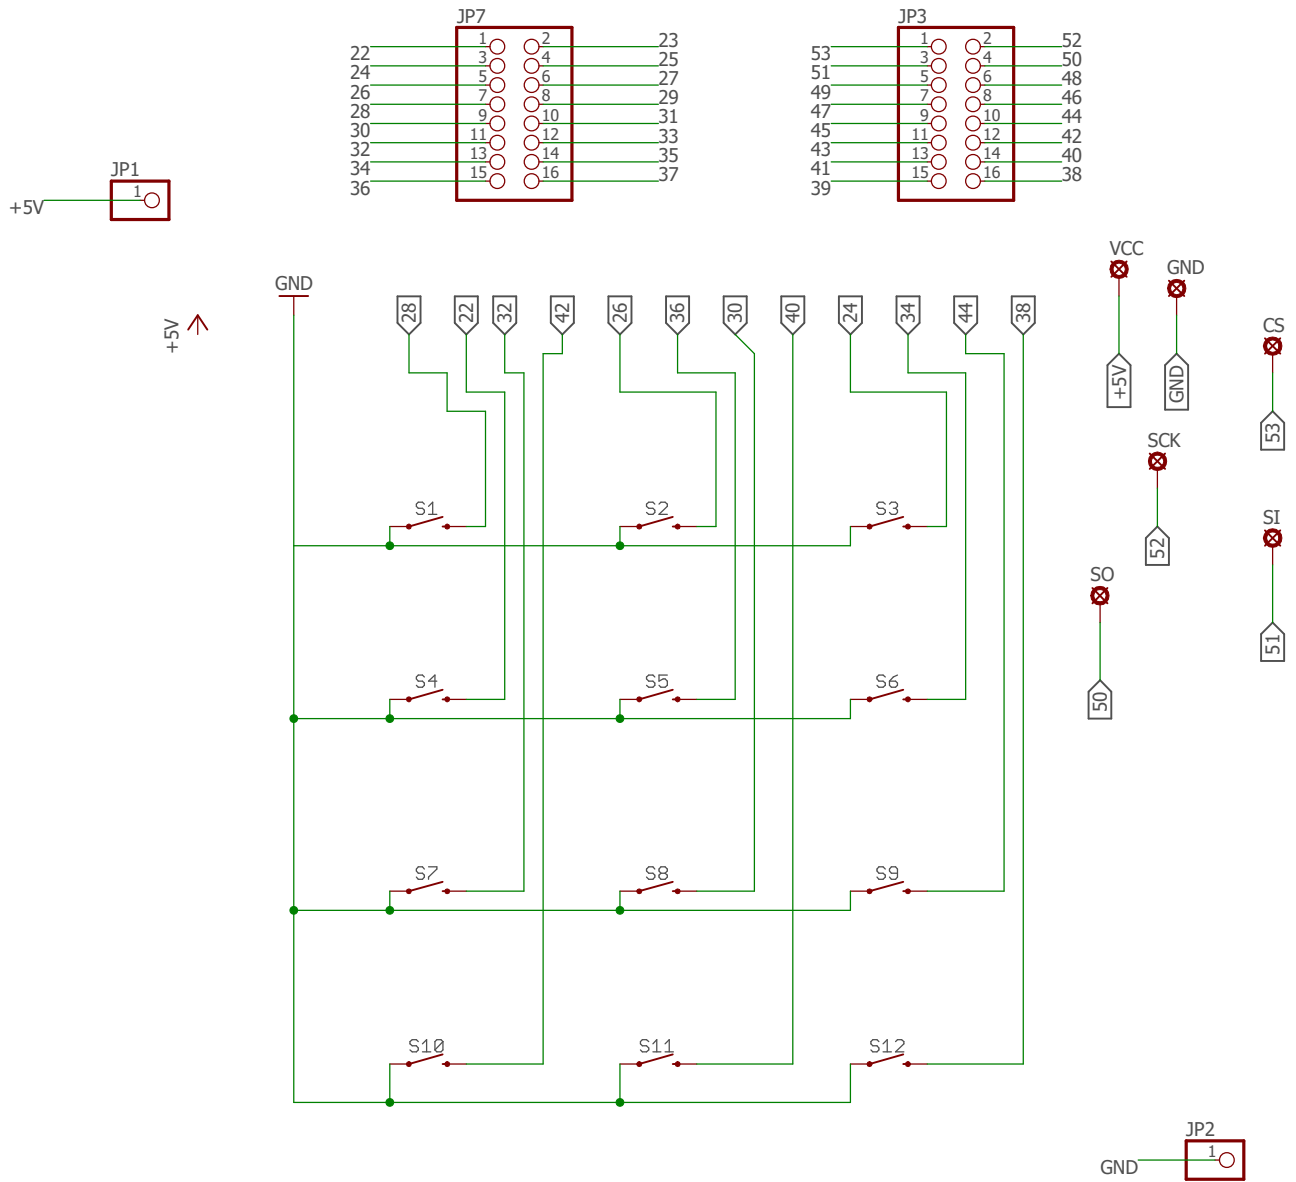 JP7 JP3
1 2 23 1 2 52
22 53
3 4 25 3 4 50
24 51
5 6 27 5 6 48
26 49
7 8 29 7 8 46
28 47
9 10 31 9 10 44
30 45
11 12 33 11 12 42
32 43
13 14 35 13 14 40
34 41
15 16 37 15 16 38
36 39
JP1
1
+5V
VCC
GND
GND
+5V
28 22 32 42 26 36 30 40 24 34 44 38
CS
+5V GND
53
SCK
S1 S2 S3
SI
52
SO
51
S4 S5 S6
50
S7 S8 S9
S10 S11 S12
JP2
1
GND